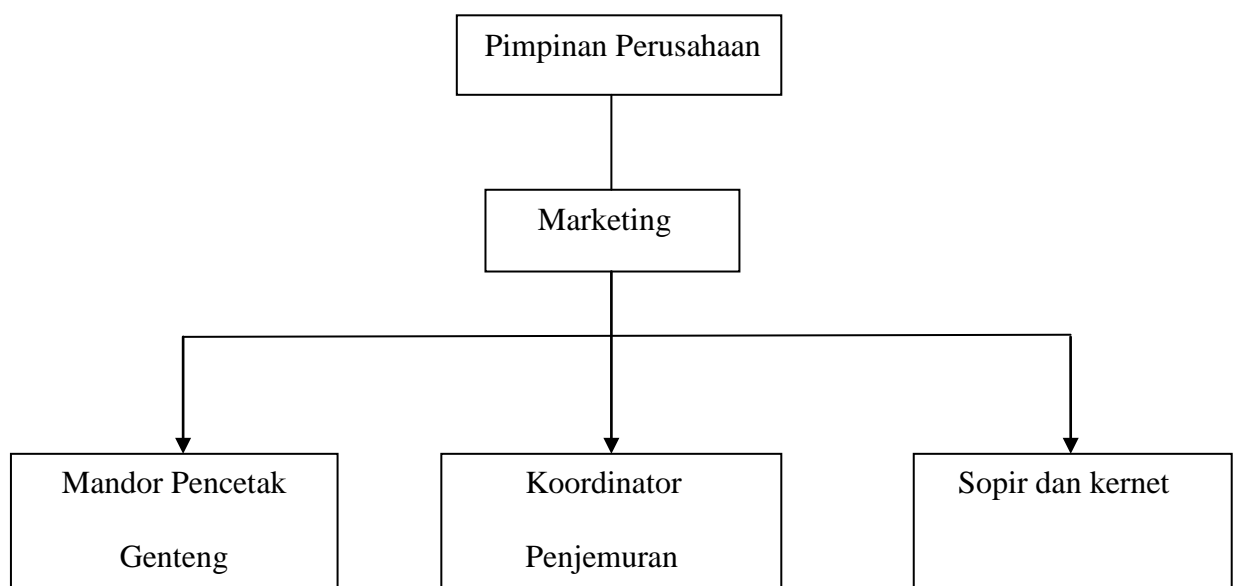 Pimpinan Perusahaan
Marketing
Mandor Pencetak
Genteng
Koordinator
Penjemuran
Sopir dan kernet